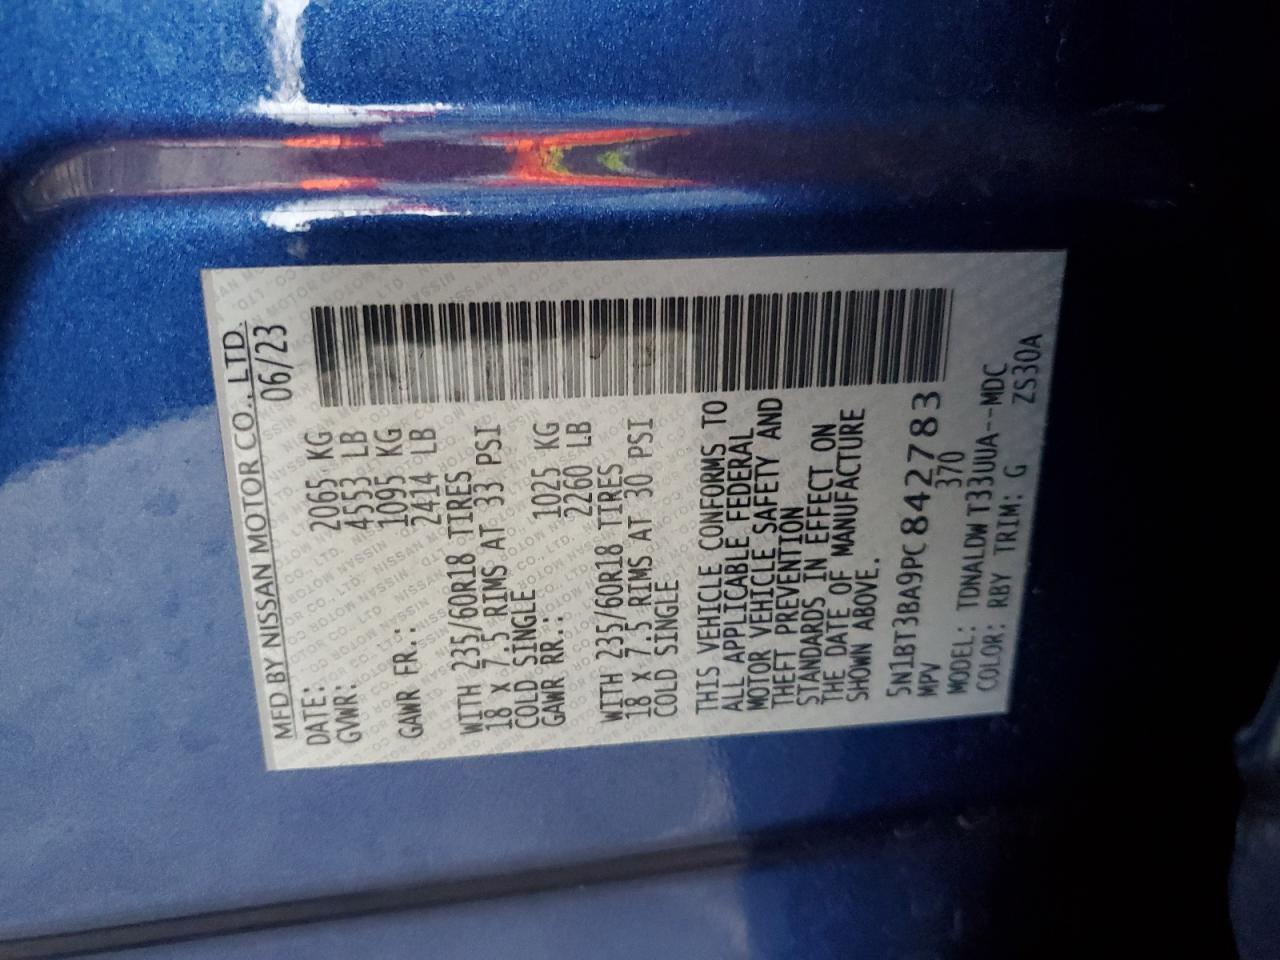 MFD BY NISSAN MOTOR CO., LTD.
DATE: 06/23
GVWR: 2065 KG
4553 LB
GAWR FR.: 1095 KG
2414 LB
WITH 235/60R18 TIRES
18 X 7.5 RIMS AT 33 PSI
COLD SINGLE
GAWR RR.: 1025 KG
2260 LB
WITH 235/60R18 TIRES
18 X 7.5 RIMS AT 30 PSI
COLD SINGLE
THIS VEHICLE CONFORMS TO
ALL APPLICABLE FEDERAL
MOTOR VEHICLE SAFETY AND
THEFT PREVENTION
STANDARDS IN EFFECT ON
THE DATE OF MANUFACTURE
SHOWN ABOVE.
5N1BT3BA9PC842783
MPV 370
MODEL: TDNALDW T33UUA--MDC
COLOR: RBY TRIM: G ZS30A